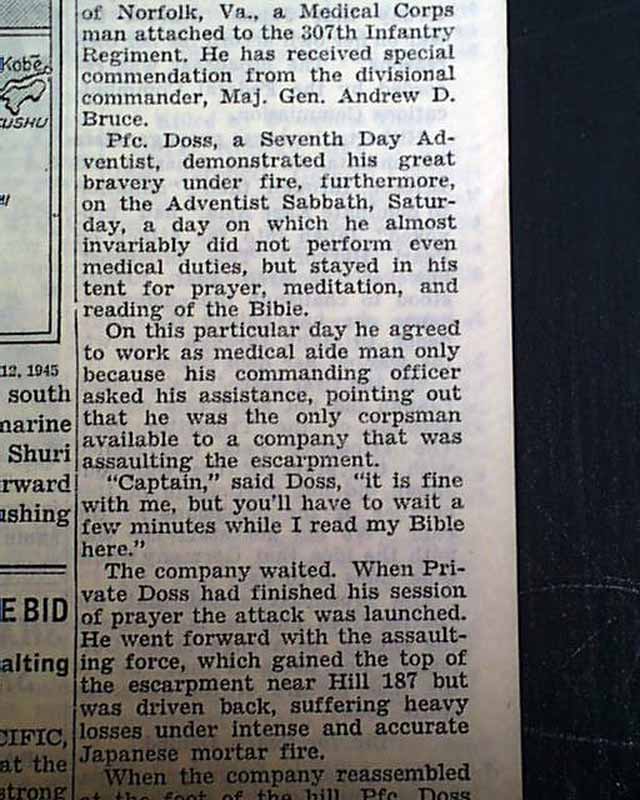 Kobe
KUSHU
12, 1945
south
marine
Shuri
rward
ashing
E BID
alting
CIFIC,
at the
strong
of Norfolk, Va., a Medical Corps
man attached to the 307th Infantry
Regiment. He has received special
commendation from the divisional
commander, Maj. Gen. Andrew D.
Bruce.
Pfc. Doss, a Seventh Day Ad-
ventist, demonstrated his great
bravery under fire, furthermore,
on the Adventist Sabbath, Satur-
day, a day on which he almost
invariably did not perform even
medical duties, but stayed in his
tent for prayer, meditation, and
reading of the Bible.
On this particular day he agreed
to work as medical aide man only
because his commanding officer
asked his assistance, pointing out
that he was the only corpsman
available to a company that was
assaulting the escarpment.
"Captain," said Doss, "it is fine
with me, but you'll have to wait a
few minutes while I read my Bible
here."
The company waited. When Pri-
vate Doss had finished his session
of prayer the attack was launched.
He went forward with the assault-
ing force, which gained the top of
the escarpment near Hill 187 but
was driven back, suffering heavy
losses under intense and accurate
Japanese mortar fire.
When the company reassembled
at the foot of the hill, Pfc. Doss